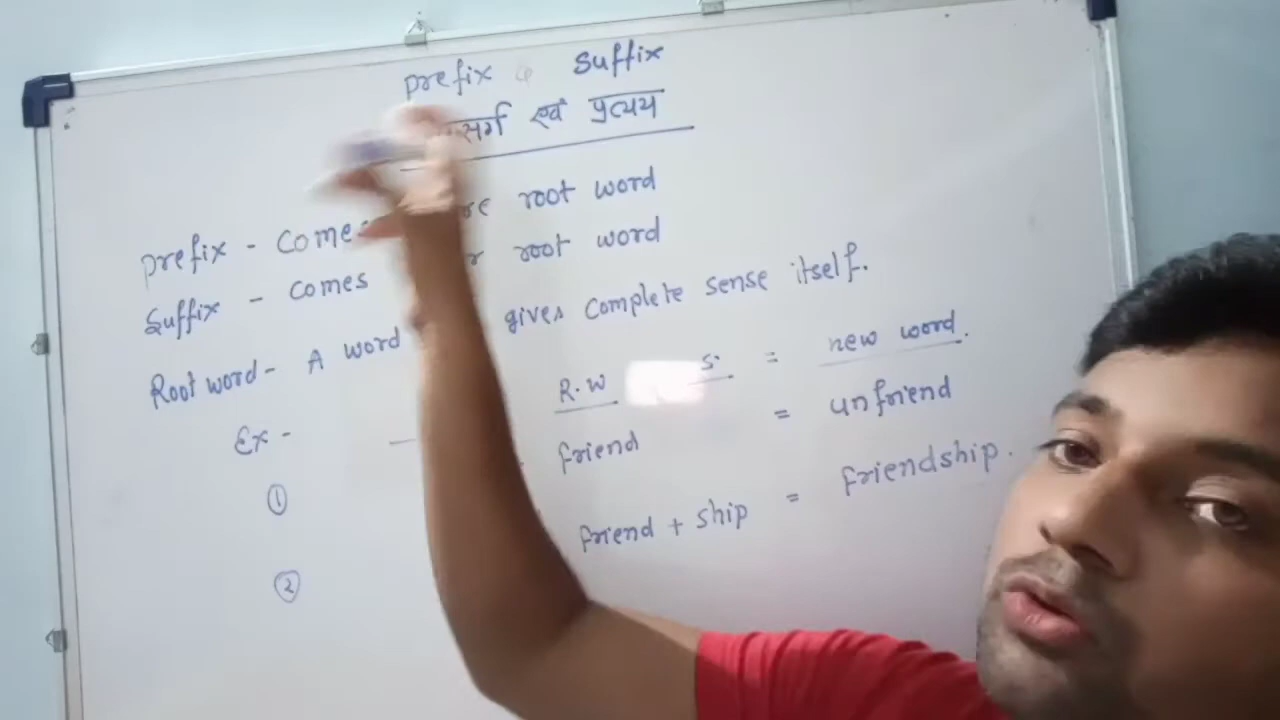 Prefix & Suffix
एवं प्रत्यय
Prefix - Comes root word
Suffix - Comes root word
Root word - A word gives Complete sense itself.
Ex - R.W S. = new word.
① friend = unfriend
② friend + ship = friendship.